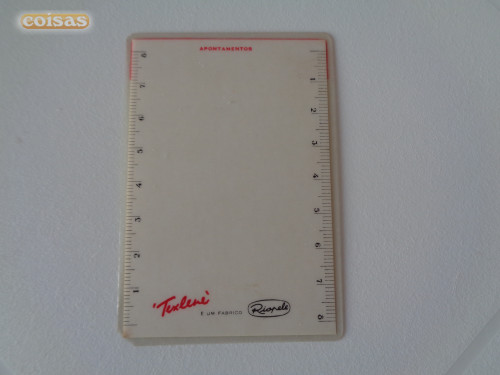 coisas
APONTAMENTOS
'Texlene'
É UM FABRICO Riopele